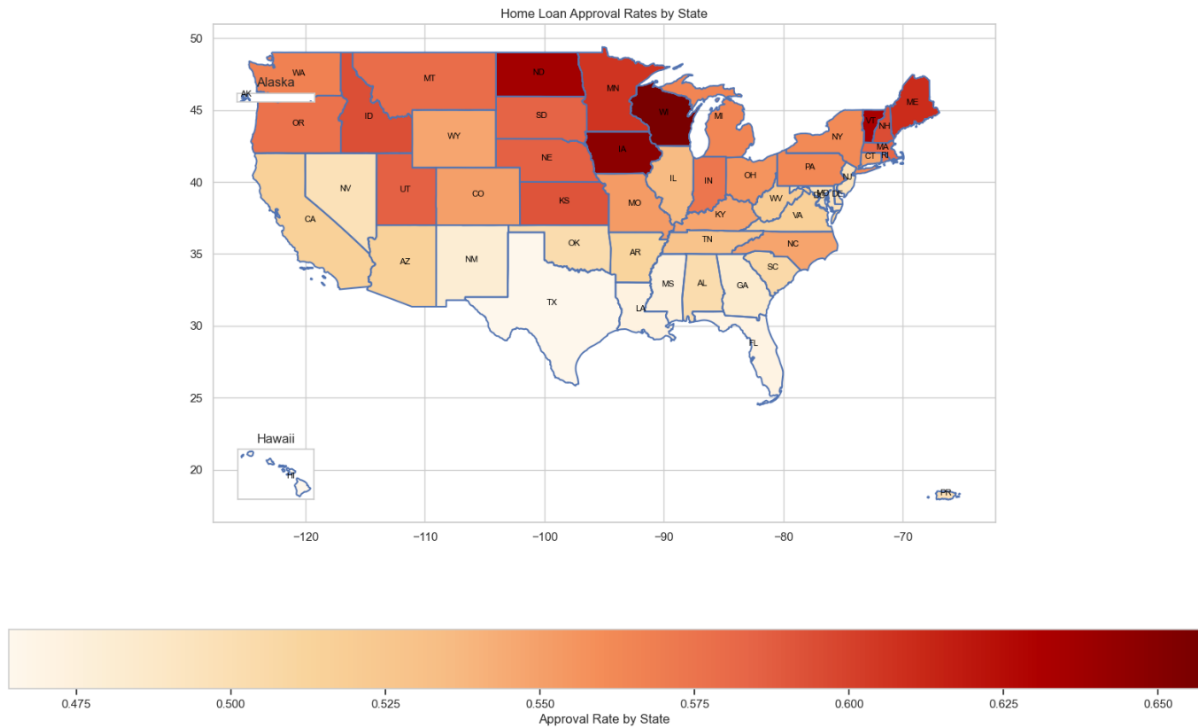 Home Loan Approval Rates by State
50
45
40
35
30
25
20
WA
MT
ND
MN
ME
Alaska
AK
OR
ID
SD
WI
MI
VT
NH
WY
NY
MA
NE
IA
CT
RI
PA
NV
UT
CO
IL
IN
OH
NJ
CA
KS
MO
WV
KY
VA
AZ
NM
OK
TN
NC
AR
SC
TX
MS
AL
GA
LA
FL
Hawaii
HI
PR
−120
−110
−100
−90
−80
−70
0.475
0.500
0.525
0.550
0.575
0.600
0.625
0.650
Approval Rate by State